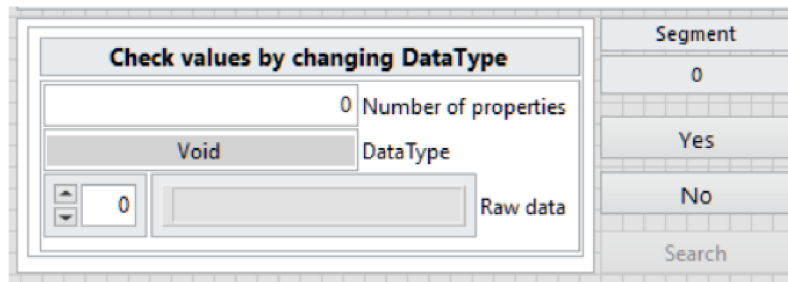 Segment
Check values by changing DataType
0
0 Number of properties
Void DataType
Yes
0 Raw data
No
Search